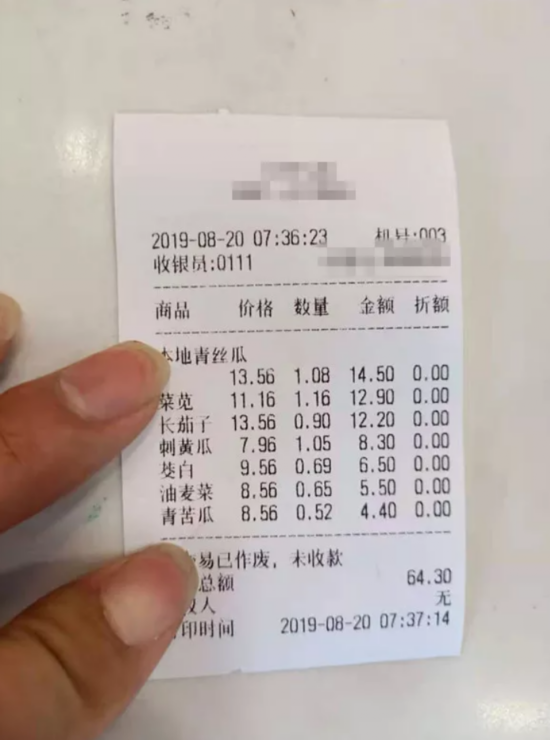 2019-08-20 07:36:23 机号:003
收银员:0111
商品 价格 数量 金额 折额
本地青丝瓜
13.56 1.08 14.50 0.00
菜苋 11.16 1.16 12.90 0.00
长茄子 13.56 0.90 12.20 0.00
刺黄瓜 7.96 1.05 8.30 0.00
茭白 9.56 0.69 6.50 0.00
油麦菜 8.56 0.65 5.50 0.00
青苦瓜 8.56 0.52 4.40 0.00
易已作废，未收款
总额 64.30
人 无
印时间 2019-08-20 07:37:14